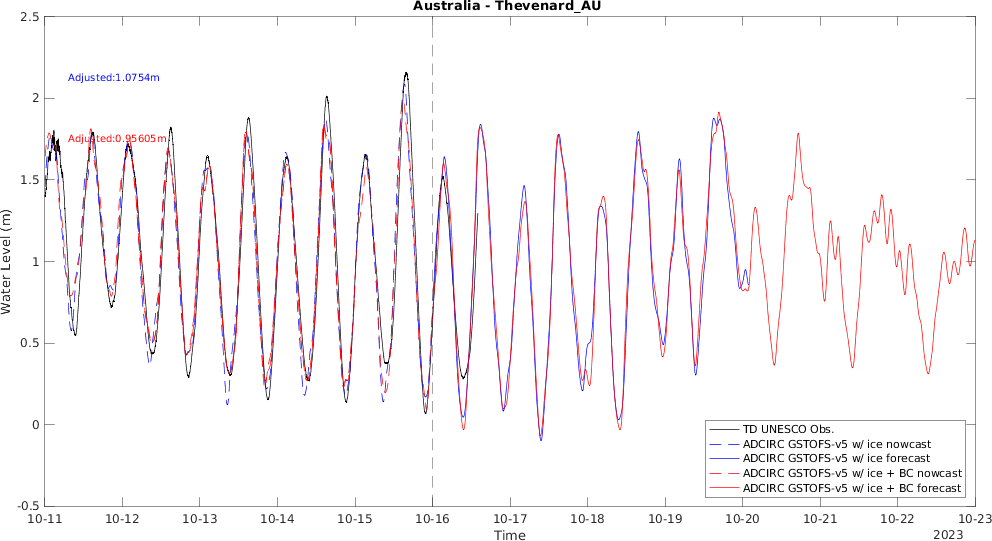 Australia - Thevenard_AU
2.5
2
1.5
1
0.5
0
-0.5
Water Level (m)
Adjusted:1.0754m
Adjusted:0.95605m
TD UNESCO Obs.
ADCIRC GSTOFS-v5 w/ ice nowcast
ADCIRC GSTOFS-v5 w/ ice forecast
ADCIRC GSTOFS-v5 w/ ice + BC nowcast
ADCIRC GSTOFS-v5 w/ ice + BC forecast
10-11 10-12 10-13 10-14 10-15 10-16 10-17 10-18 10-19 10-20 10-21 10-22 10-23
Time
2023